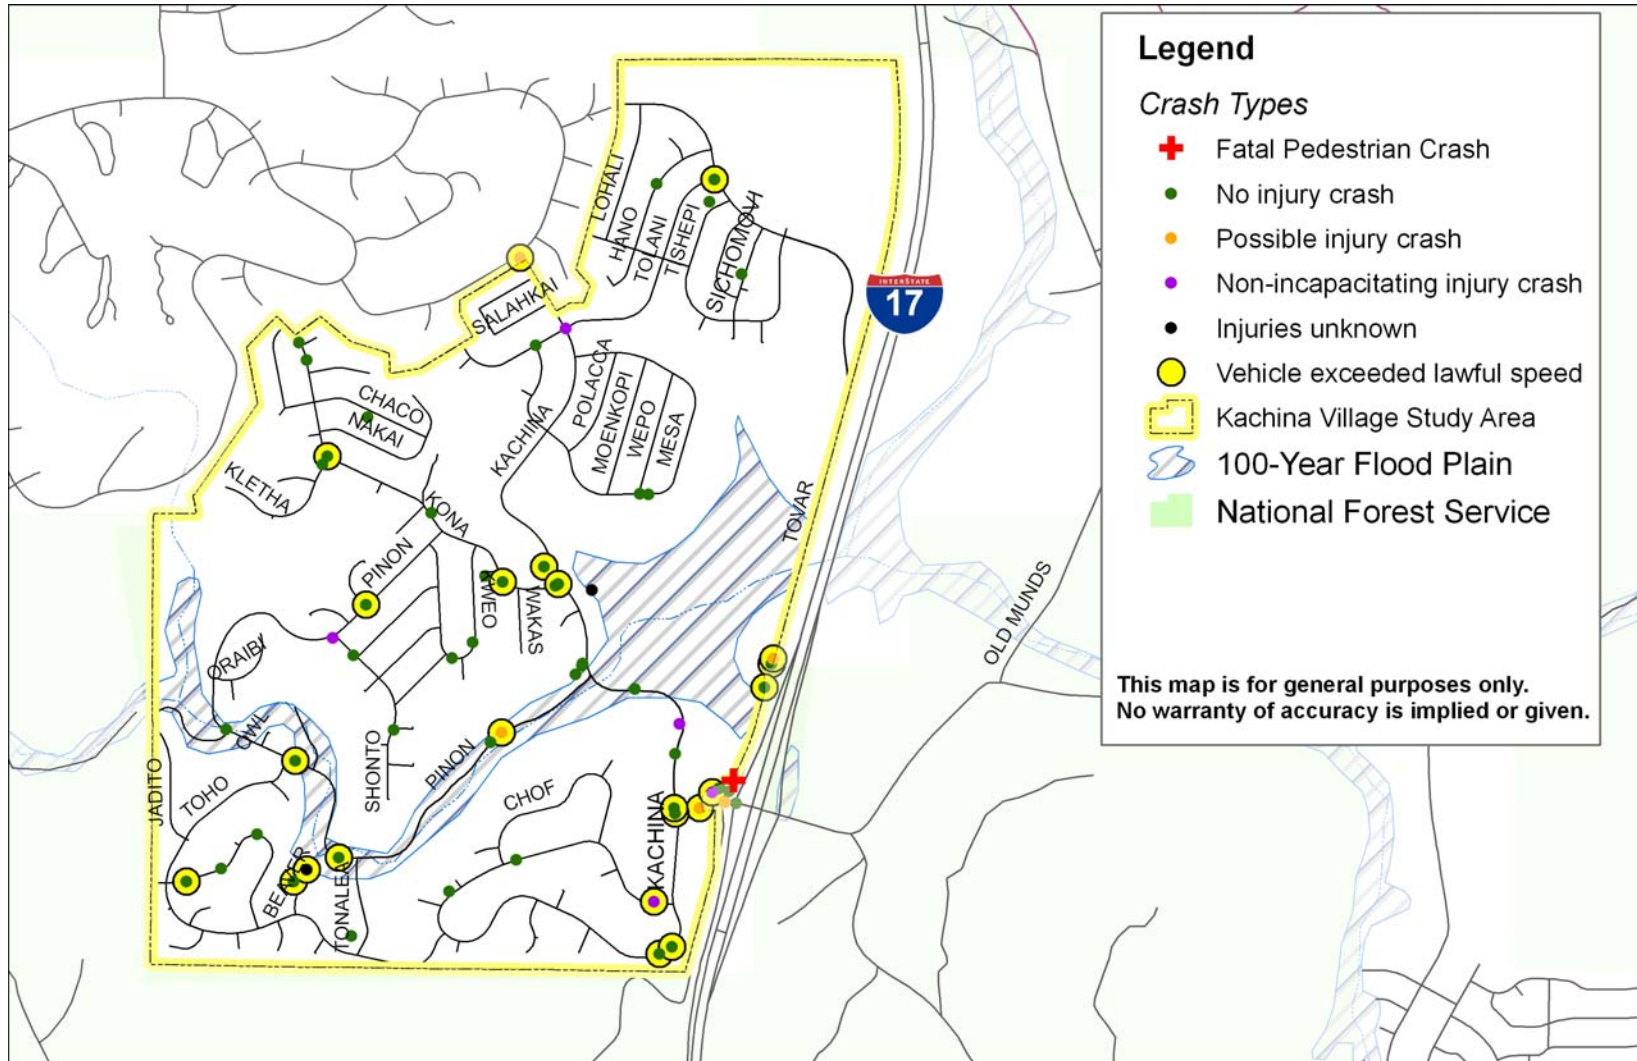 Legend
Crash Types
Fatal Pedestrian Crash
No injury crash
Possible injury crash
Non-incapacitating injury crash
Injuries unknown
Vehicle exceeded lawful speed
Kachina Village Study Area
100-Year Flood Plain
National Forest Service
This map is for general purposes only.
No warranty of accuracy is implied or given.
LOHALI
HANO
TOLANI
TISHEPI
SICHOMOVI
INTERSTATE
17
SALAHKAI
POLACCA
MOENKOPI
WEPO
MESA
KACHINA
CHACO
NAKAI
KLETHA
KONA
PINON
TOVAR
KWEO
WAKAS
OLD MUNDS
ORAIBI
OWL
SHONTO
PINON
JADITO
TOHO
CHOF
KACHINA
BEAVER
TONALEA